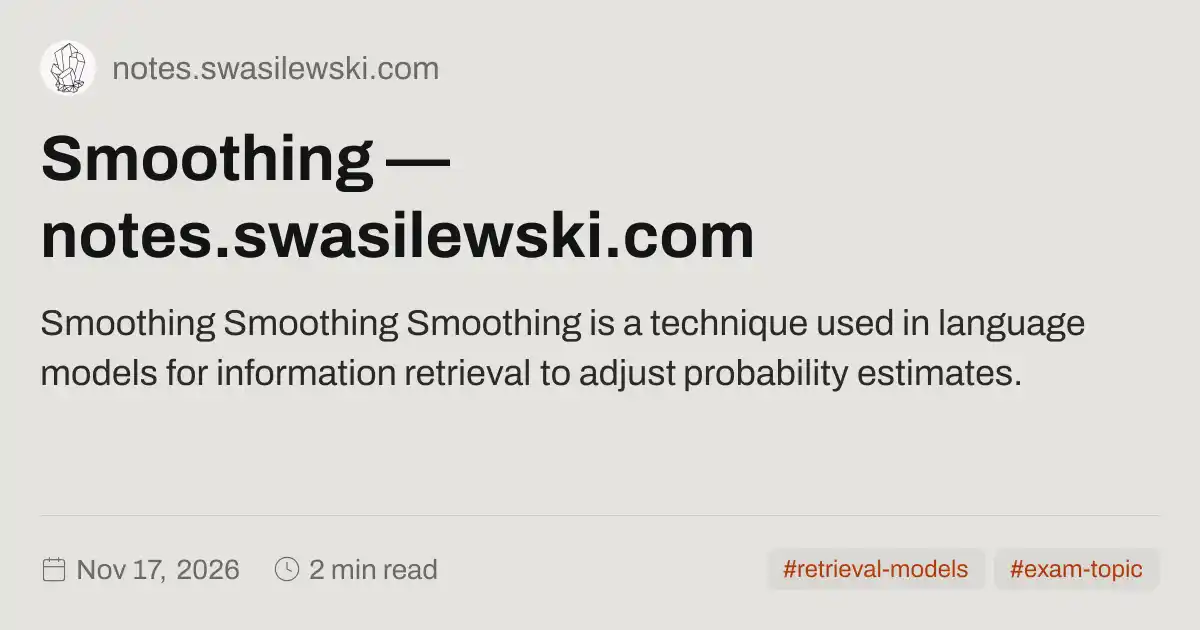 notes.swasilewski.com
Smoothing —
notes.swasilewski.com
Smoothing Smoothing Smoothing is a technique used in language
models for information retrieval to adjust probability estimates.
Nov 17, 2026 2 min read #retrieval-models #exam-topic